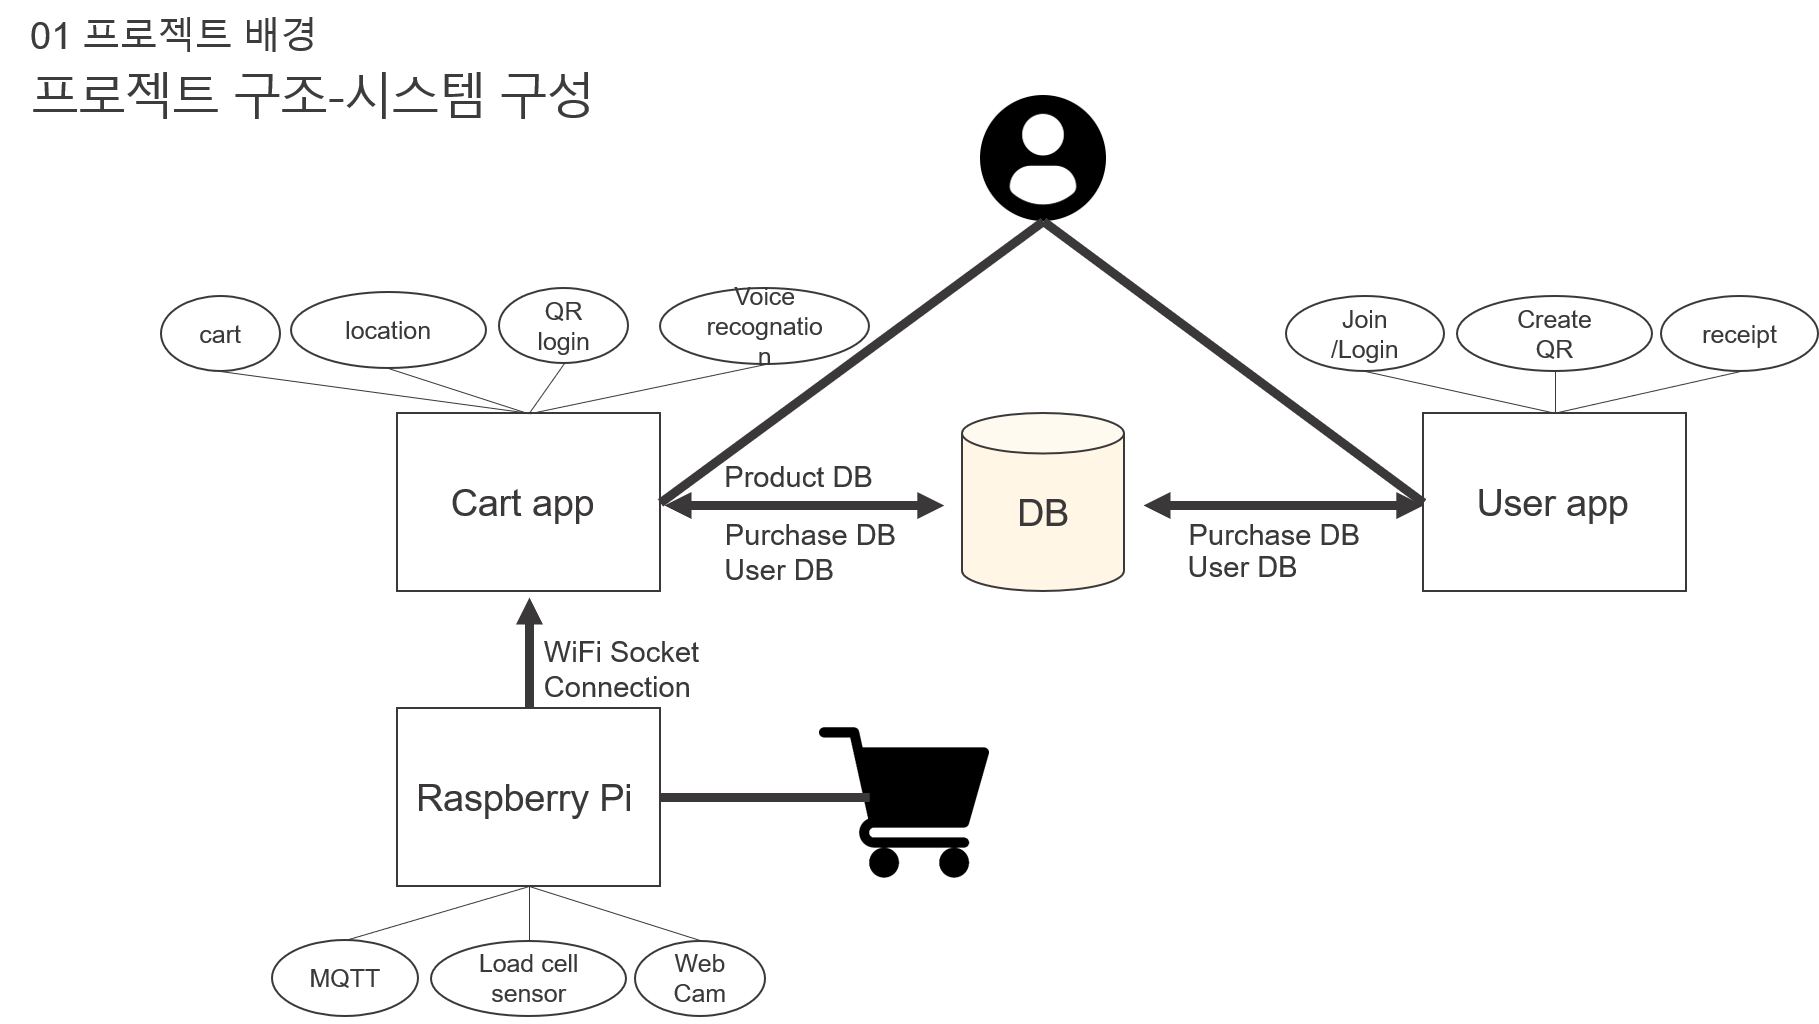 01 프로젝트 배경
프로젝트 구조-시스템 구성
cart
location
QR
login
Voice
recognatio
n
Join
/Login
Create
QR
receipt
Cart app
Product DB
Purchase DB
User DB
DB
Purchase DB
User DB
User app
WiFi Socket
Connection
Raspberry Pi
MQTT
Load cell
sensor
Web
Cam